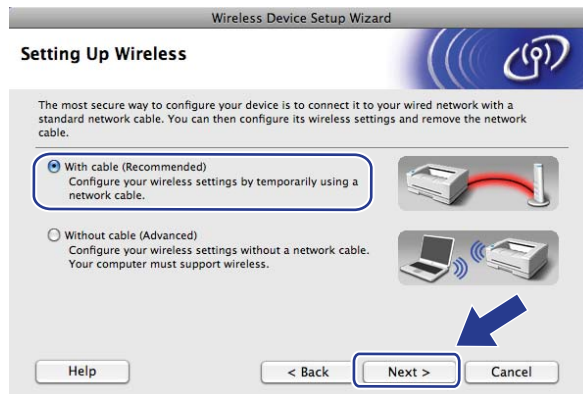 Wireless Device Setup Wizard
Setting Up Wireless
The most secure way to configure your device is to connect it to your wired network with a
standard network cable. You can then configure its wireless settings and remove the network
cable.
With cable (Recommended)
Configure your wireless settings by temporarily using a
network cable.
Without cable (Advanced)
Configure your wireless settings without a network cable.
Your computer must support wireless.
Help
< Back
Next >
Cancel